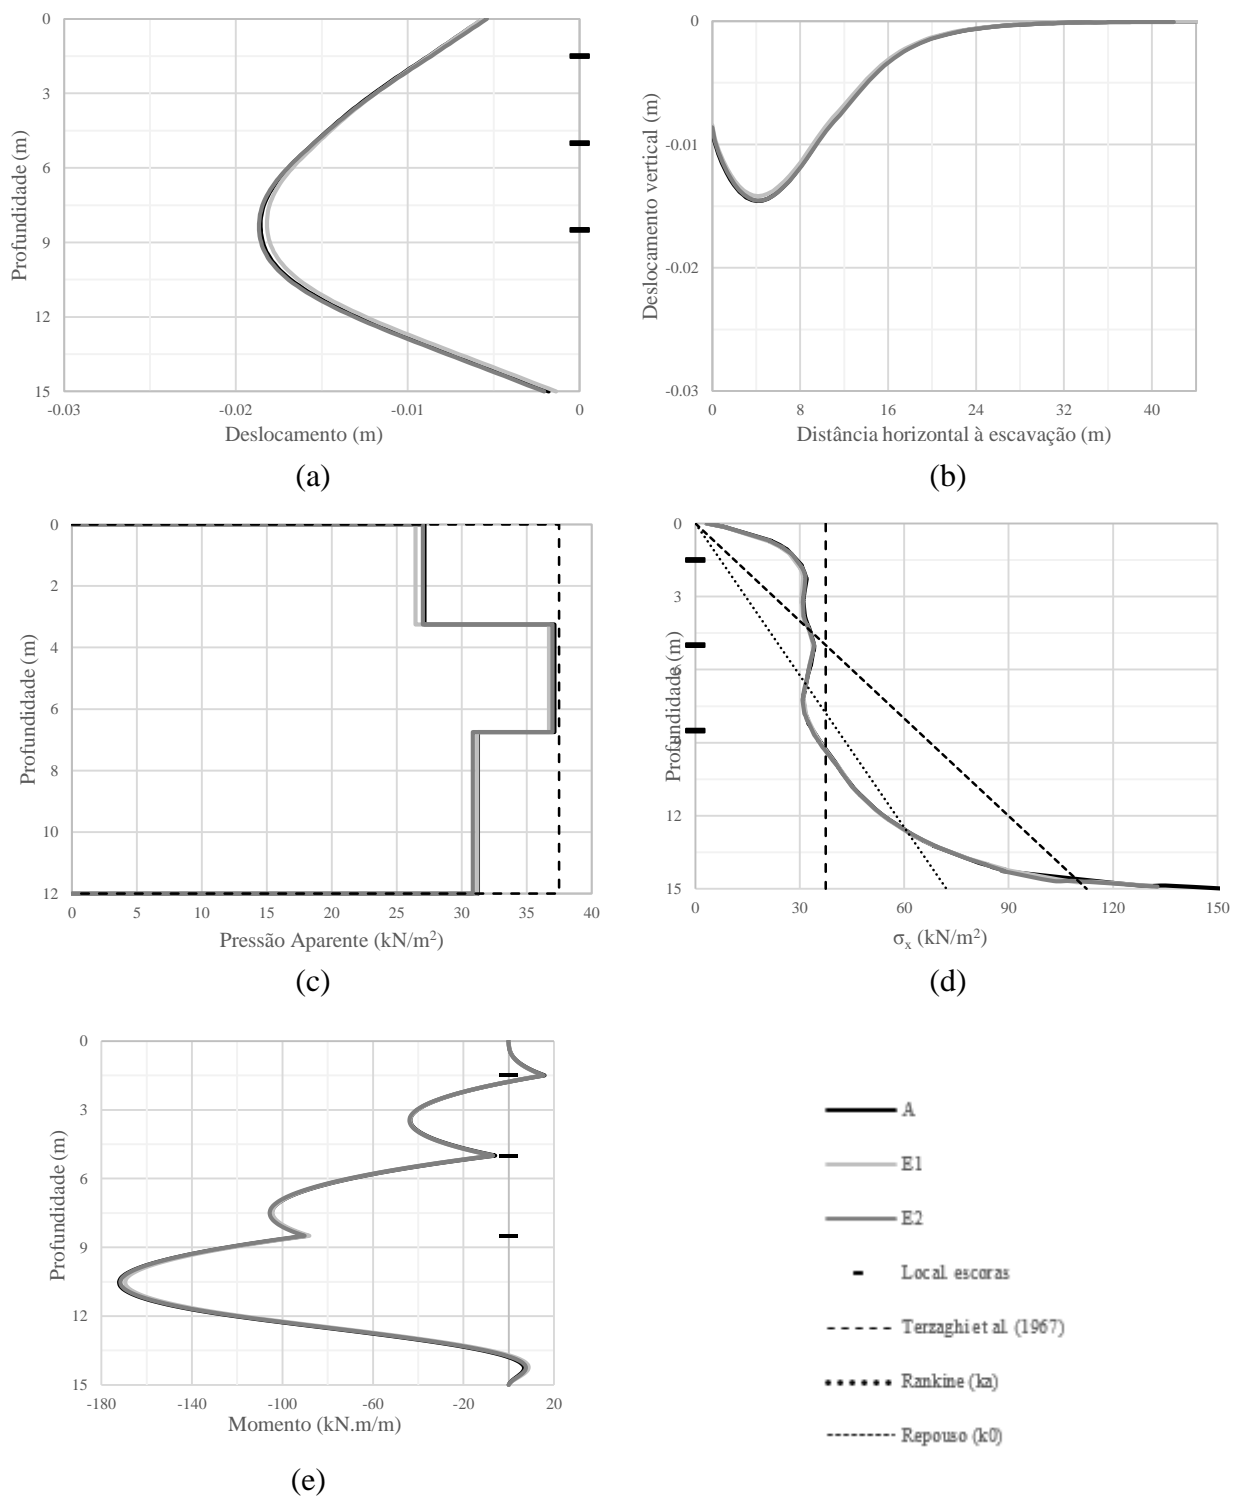 0
3
6
9
12
15
Profundidade (m)
-0.03
-0.02
-0.01
0
Deslocamento (m)
(a)
0
-0.01
-0.02
-0.03
Deslocamento vertical (m)
0
8
16
24
32
40
Distância horizontal à escavação (m)
(b)
0
2
4
6
8
10
12
Profundidade (m)
0
5
10
15
20
25
30
35
40
Pressão Aparente (kN/m²)
(c)
0
3
6
9
12
15
Profundidade (m)
0
30
60
90
120
150
σx (kN/m²)
(d)
0
3
6
9
12
15
Profundidade (m)
-180
-140
-100
-60
-20
20
Momento (kN.m/m)
(e)
A
E1
E2
Local. escoras
Terzaghi et al. (1967)
Rankine (ka)
Repouso (k0)